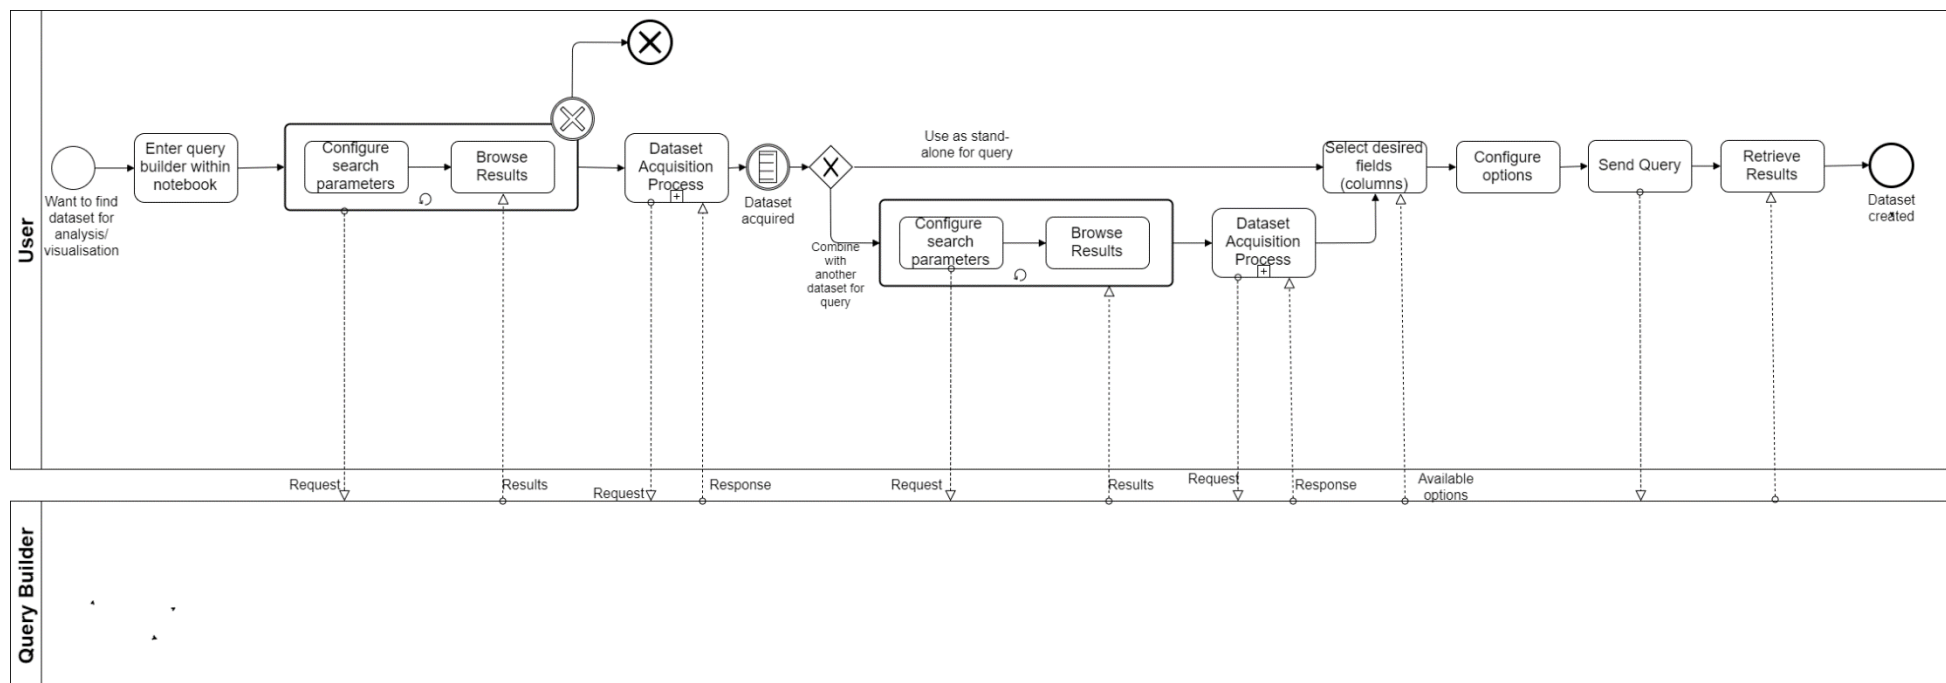 User
Want to find
dataset for
analysis/
visualisation
Enter query
builder within
notebook
Configure
search
parameters
Browse
Results
Dataset
Acquisition
Process
Dataset
acquired
Use as stand-
alone for query
Combine
with
another
dataset for
query
Configure
search
parameters
Browse
Results
Dataset
Acquisition
Process
Select desired
fields
(columns)
Configure
options
Send Query
Retrieve
Results
Dataset
created
Request
Results
Request
Response
Request
Results
Request
Response
Available
options
Query Builder